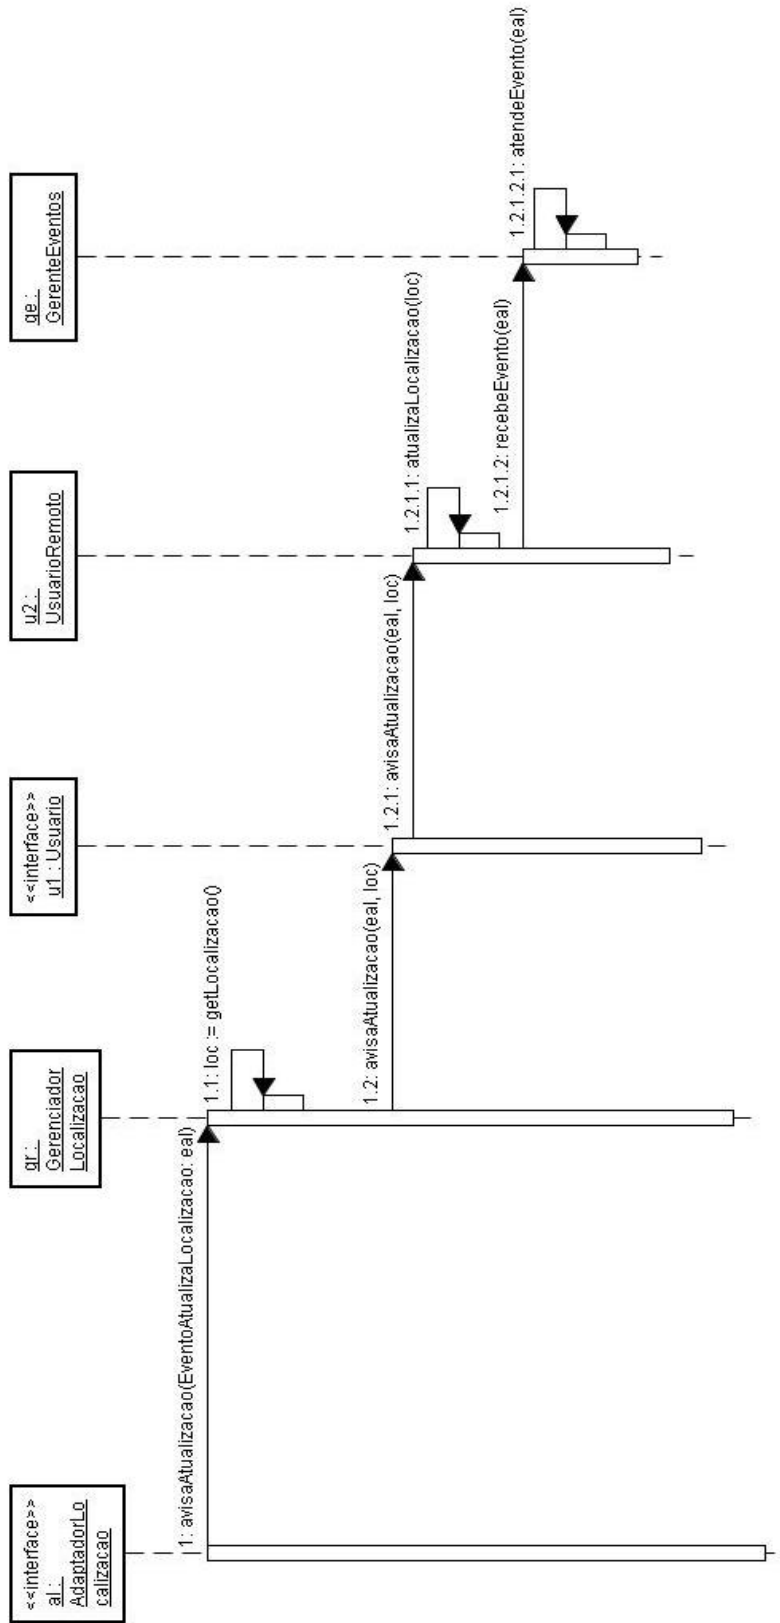 <<interface>>
al :
AdaptadorLo
calizacao
gr :
Gerenciador
Localizacao
<<interface>>
u1 : Usuario
u2 :
UsuarioRemoto
ge :
GerenteEventos
1: avisaAtualizacao(EventoAtualizaLocalizacao: eal)
1.1: loc := getLocalizacao()
1.2: avisaAtualizacao(eal, loc)
1.2.1: avisaAtualizacao(eal, loc)
1.2.1.1: atualizaLocalizacao(loc)
1.2.1.2: recebeEvento(eal)
1.2.1.2.1: atendeEvento(eal)